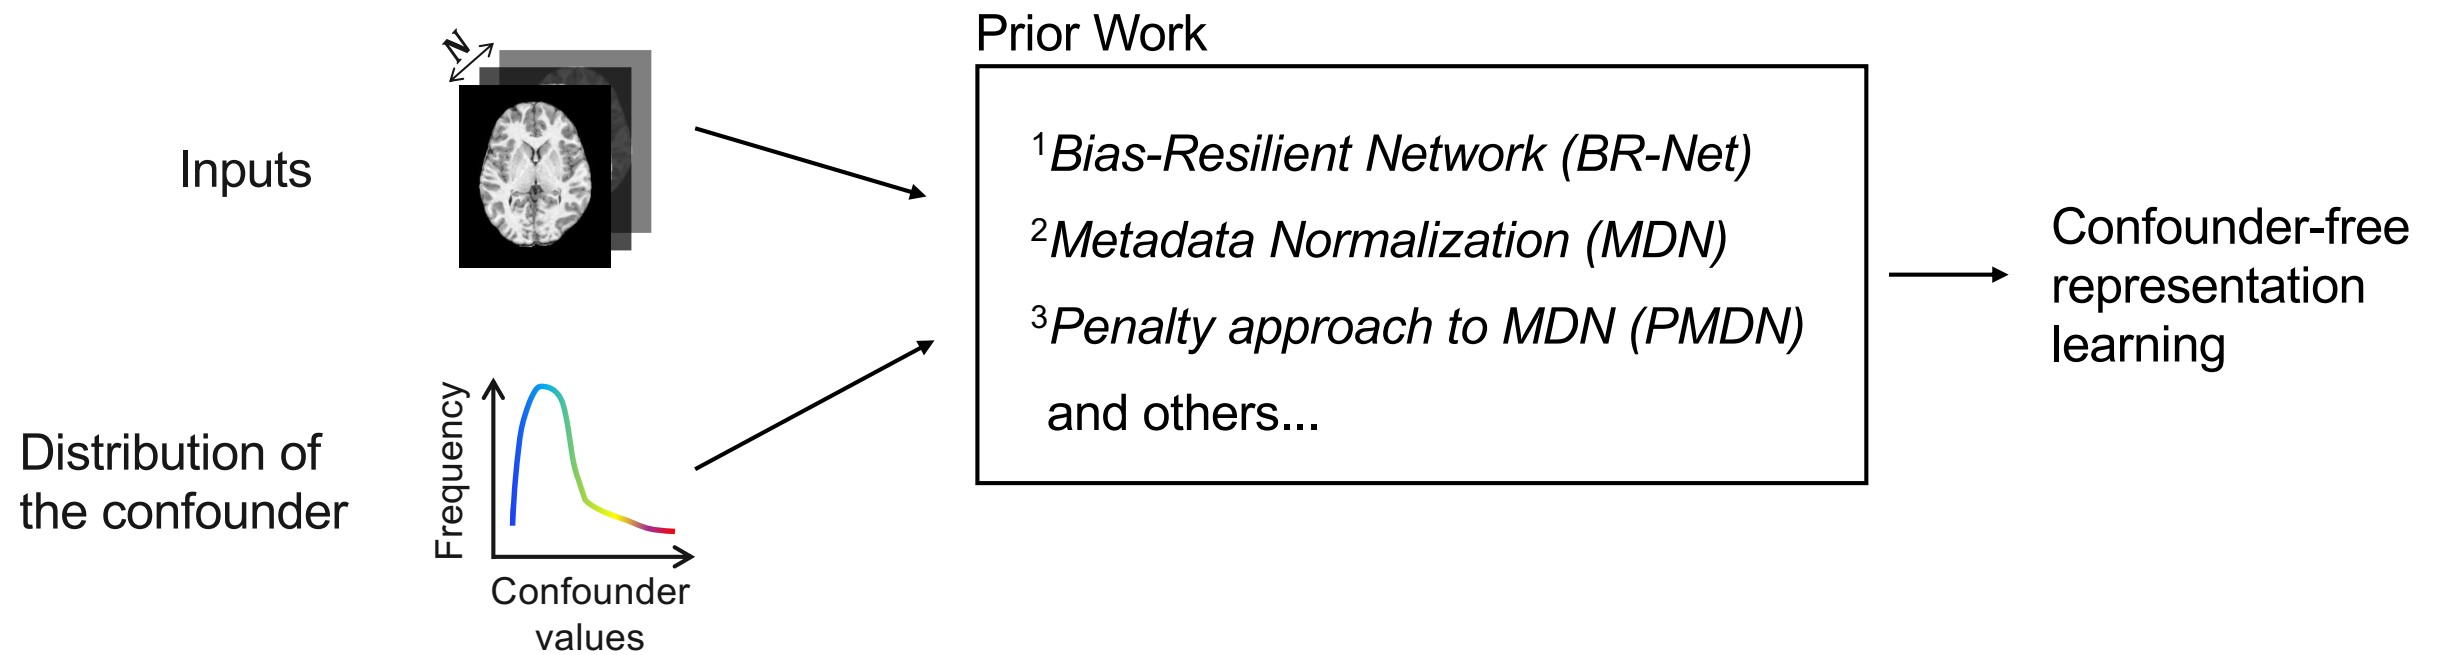 Prior Work
N
Inputs
¹Bias-Resilient Network (BR-Net)
²Metadata Normalization (MDN)
³Penalty approach to MDN (PMDN)
and others...
Confounder-free
representation
learning
Distribution of
the confounder
Frequency
Confounder
values